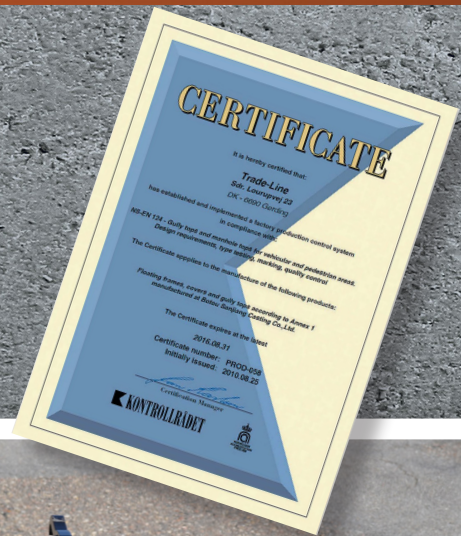 CERTIFICATE
It is hereby certified that:
Trade-Line
Sdr. Lourupvej 23
DK - 6690 Gørding
has established and implemented a factory production control system
in compliance with:
NS-EN 124 - Gully tops and manhole tops for vehicular and pedestrian areas.
Design requirements, type testing, marking, quality control
The Certificate appplies to the manufacture of the following products:
Floating frames, covers and gully tops according to Annex 1
manufactured at Botou Sanjiang Casting Co.,Ltd.
The Certificate expires at the latest
2016.08.31
Certificate number: PROD-058
Initially issued: 2010.08.25
Certification Manager
KONTROLLRÅDET